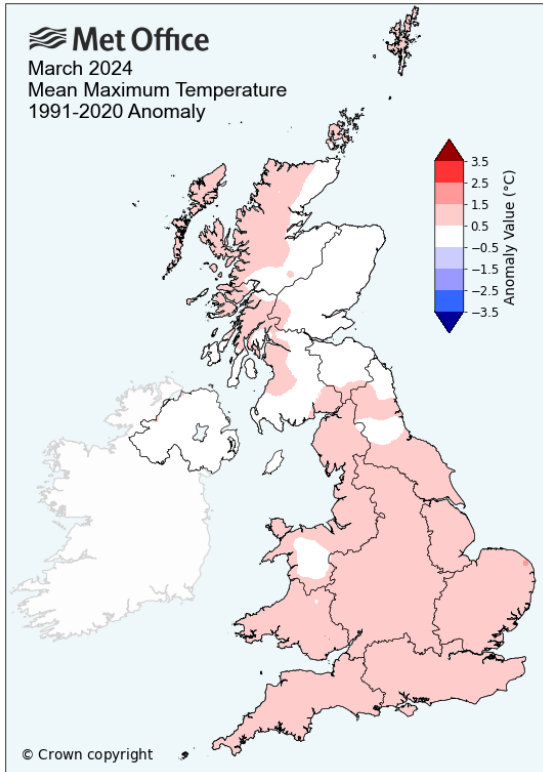 Met Office
March 2024
Mean Maximum Temperature
1991-2020 Anomaly
3.5
2.5
1.5
0.5
−0.5
−1.5
−2.5
−3.5
Anomaly Value (°C)
© Crown copyright